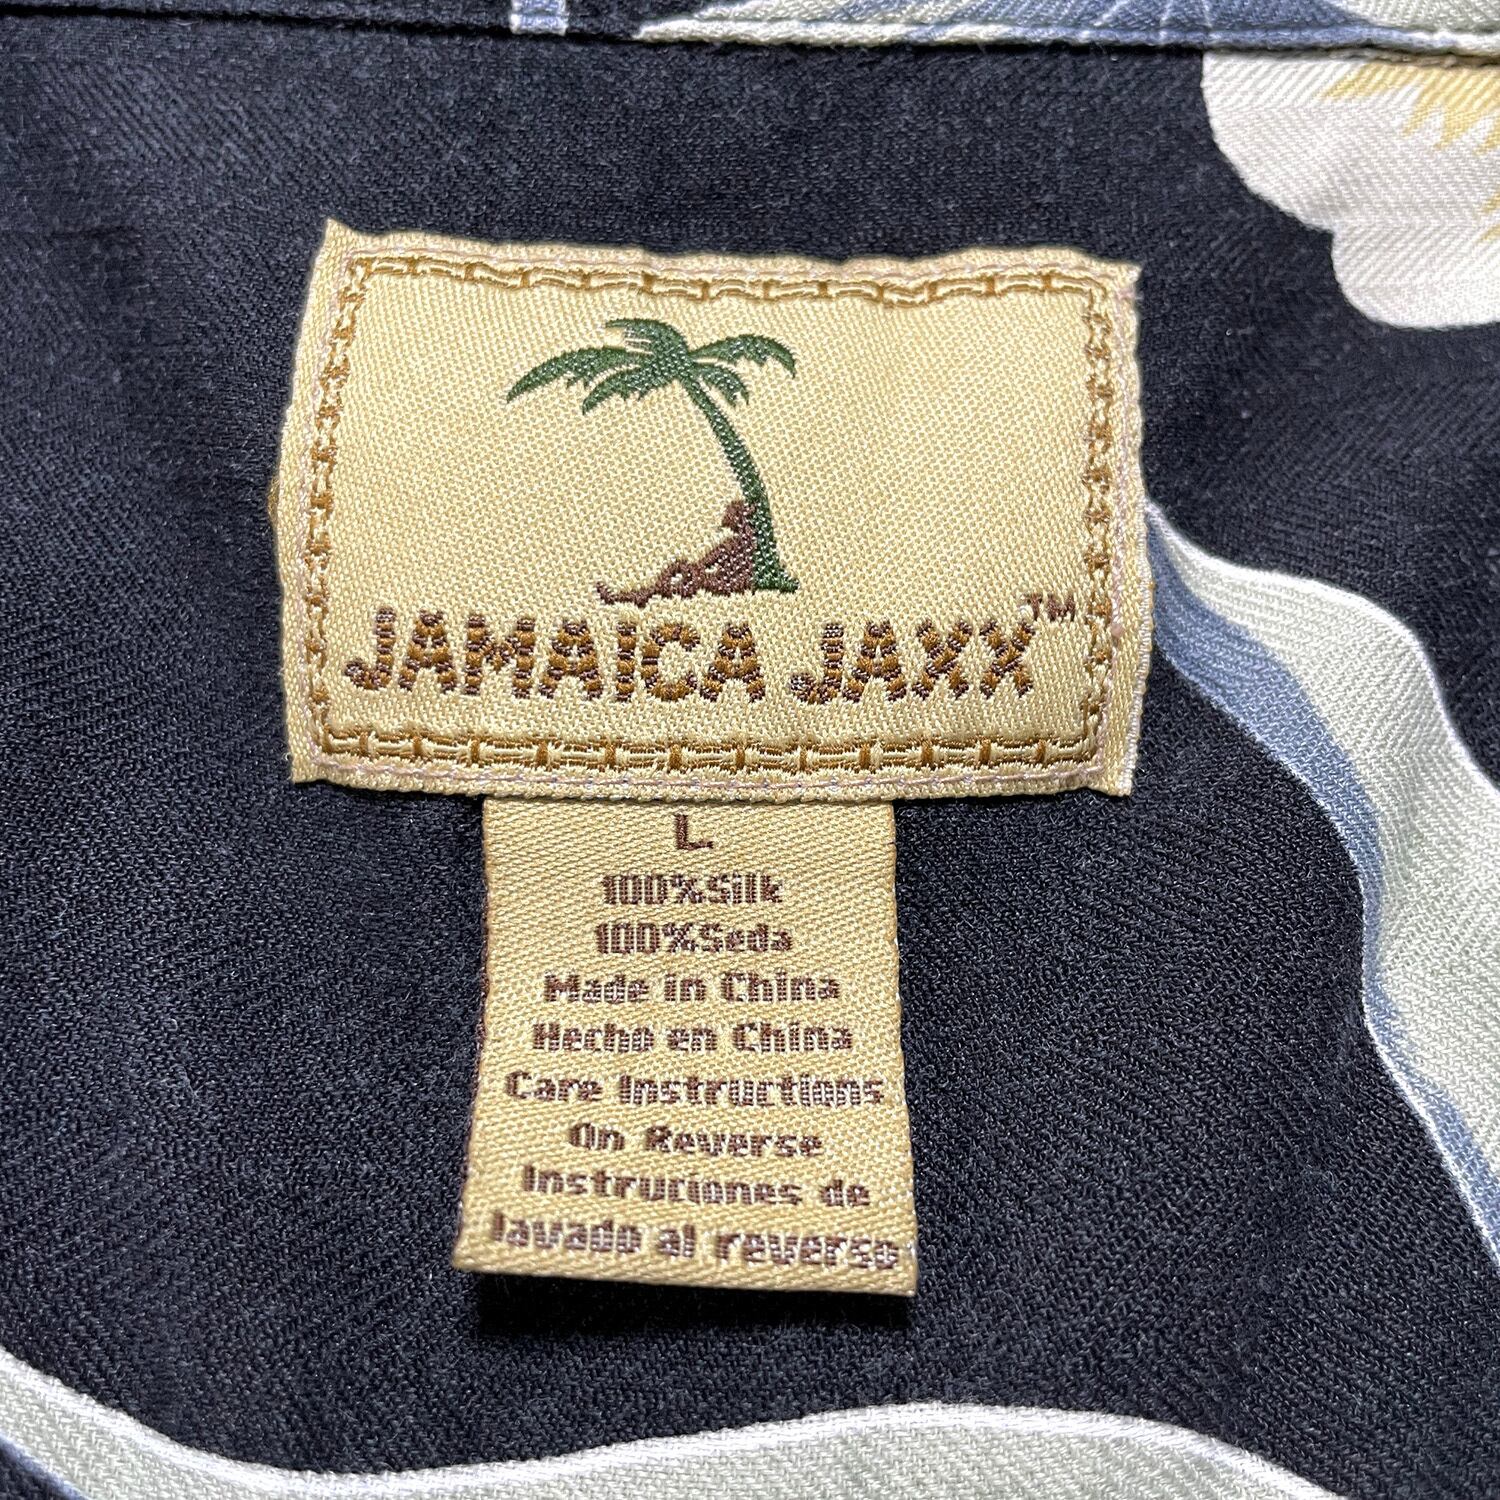 JAMAICA JAXX™
L
100%Silk
100%Seda
Made in China
Hecho en China
Care Instructions
On Reverse
Instruciones de
lavado al reverso